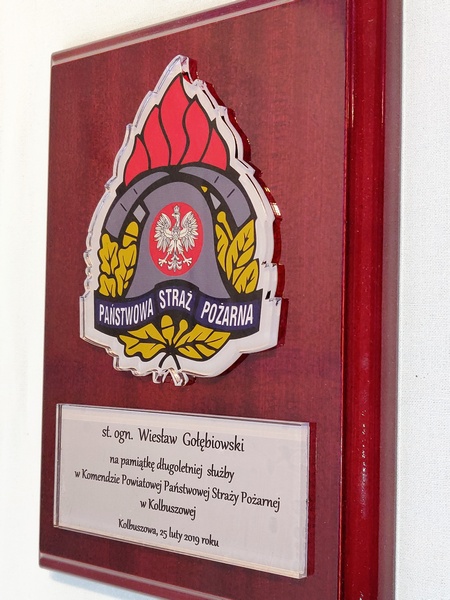 PAŃSTWOWA STRAŻ POŻARNA
st. ogn. Wiesław Gołębiowski
na pamiątkę długoletniej służby
w Komendzie Powiatowej Państwowej Straży Pożarnej
w Kolbuszowej
Kolbuszowa, 25 luty 2019 roku